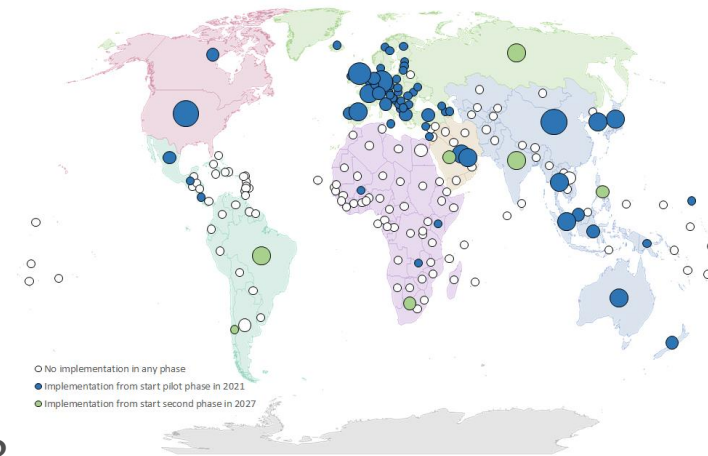 No implementation in any phase
Implementation from start pilot phase in 2021
Implementation from start second phase in 2027